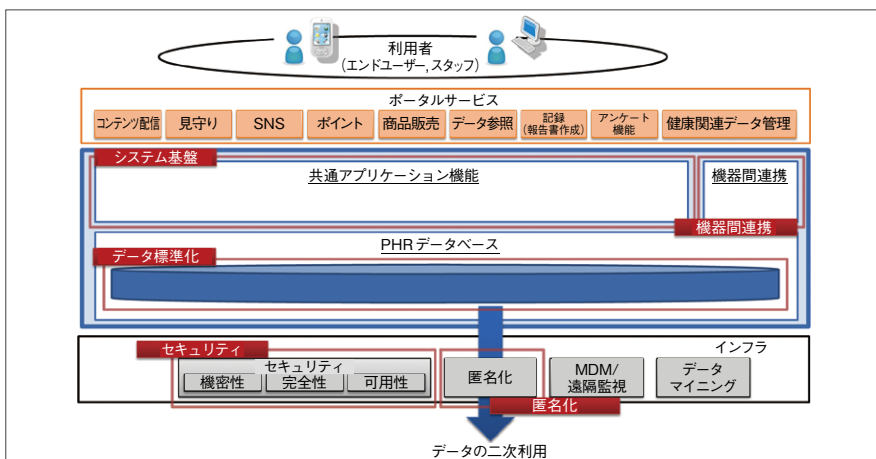 利用者
(エンドユーザー,スタッフ)
ポータルサービス
コンテンツ配信 見守り SNS ポイント 商品販売 データ参照 記録 (報告書作成) アンケート 機能 健康関連データ管理
システム基盤
共通アプリケーション機能 機器間連携
機器間連携
PHRデータベース
データ標準化
セキュリティ
インフラ
セキュリティ
機密性 完全性 可用性
匿名化
MDM/
遠隔監視
データ
マイニング
匿名化
データの二次利用